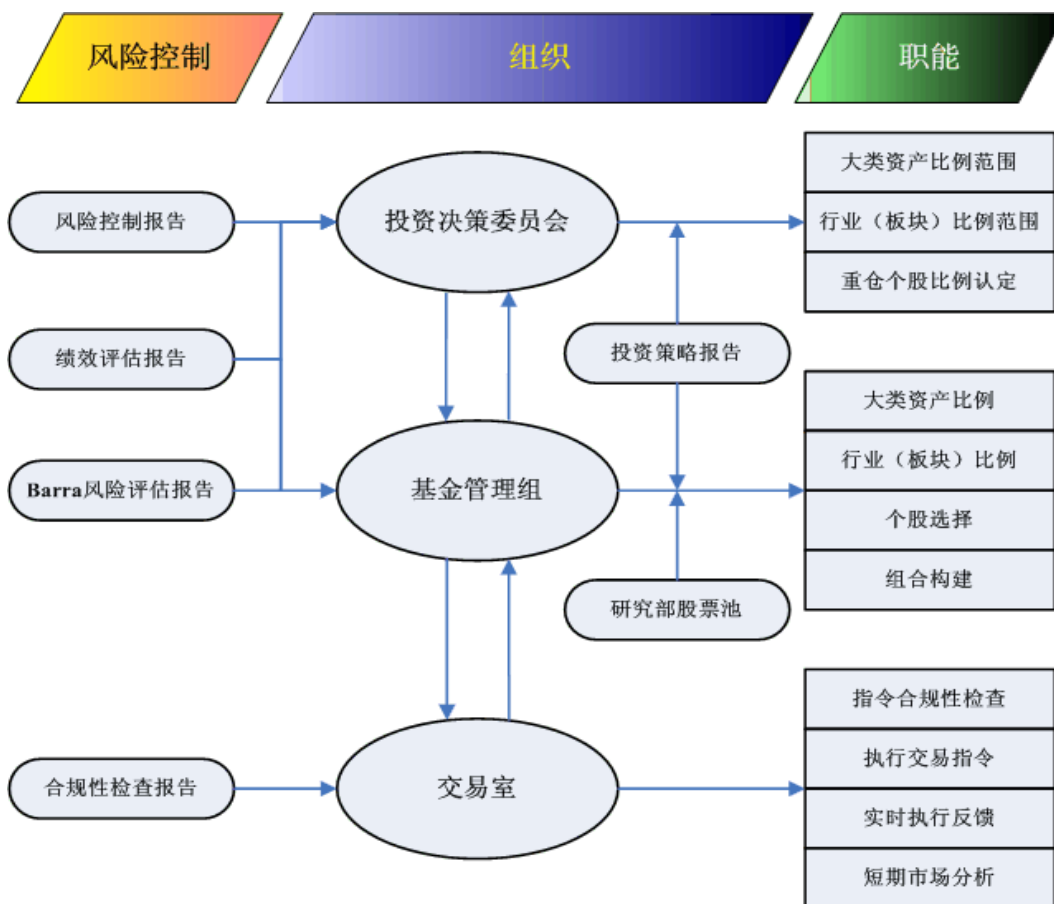 风险控制
组织
职能
大类资产比例范围
风险控制报告
投资决策委员会
行业（板块）比例范围
重仓个股比例认定
绩效评估报告
投资策略报告
大类资产比例
行业（板块）比例
Barra风险评估报告
基金管理组
个股选择
组合构建
研究部股票池
指令合规性检查
执行交易指令
合规性检查报告
交易室
实时执行反馈
短期市场分析